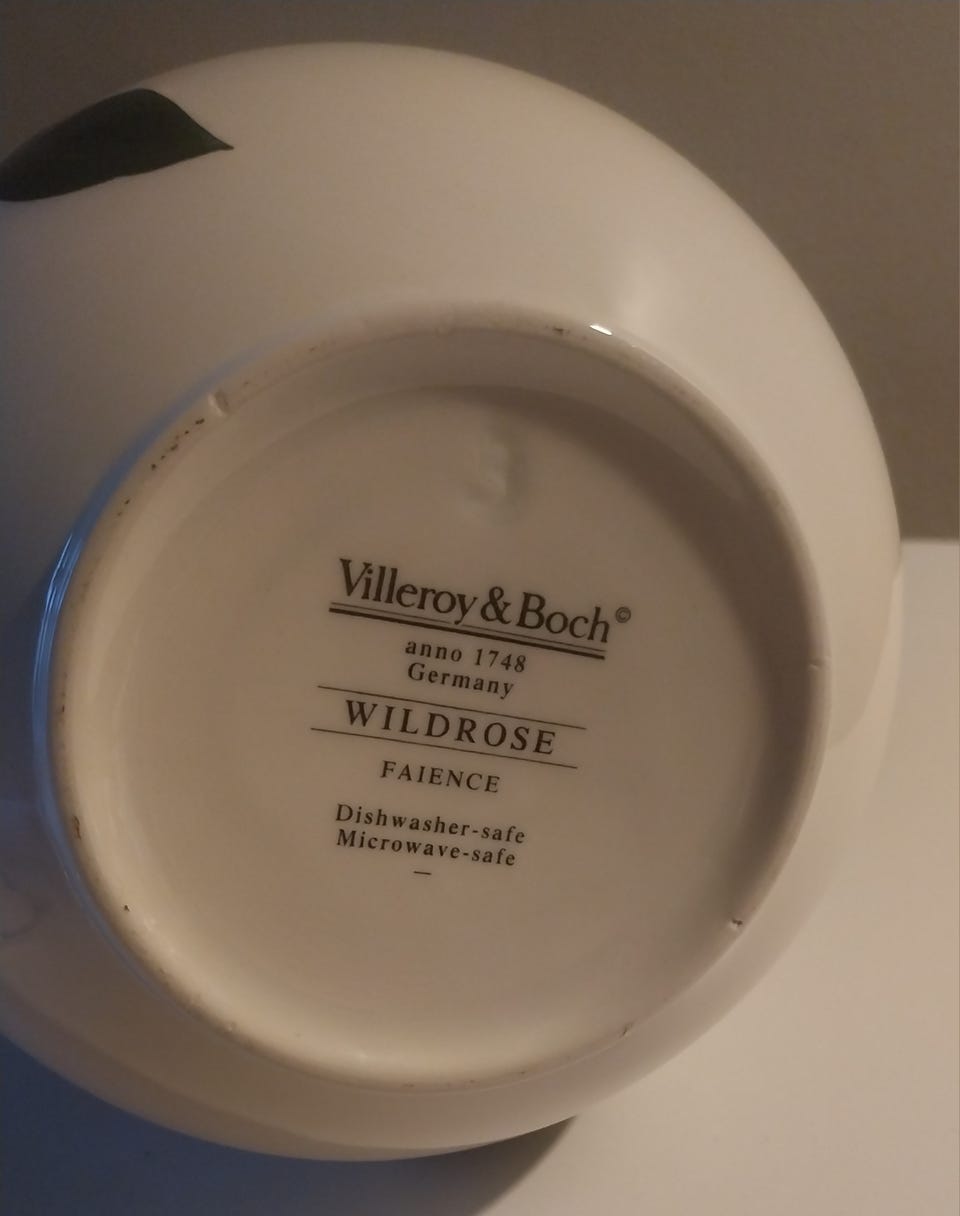 Villeroy & Boch©
anno 1748
Germany
WILDROSE
FAIENCE
Dishwasher-safe
Microwave-safe